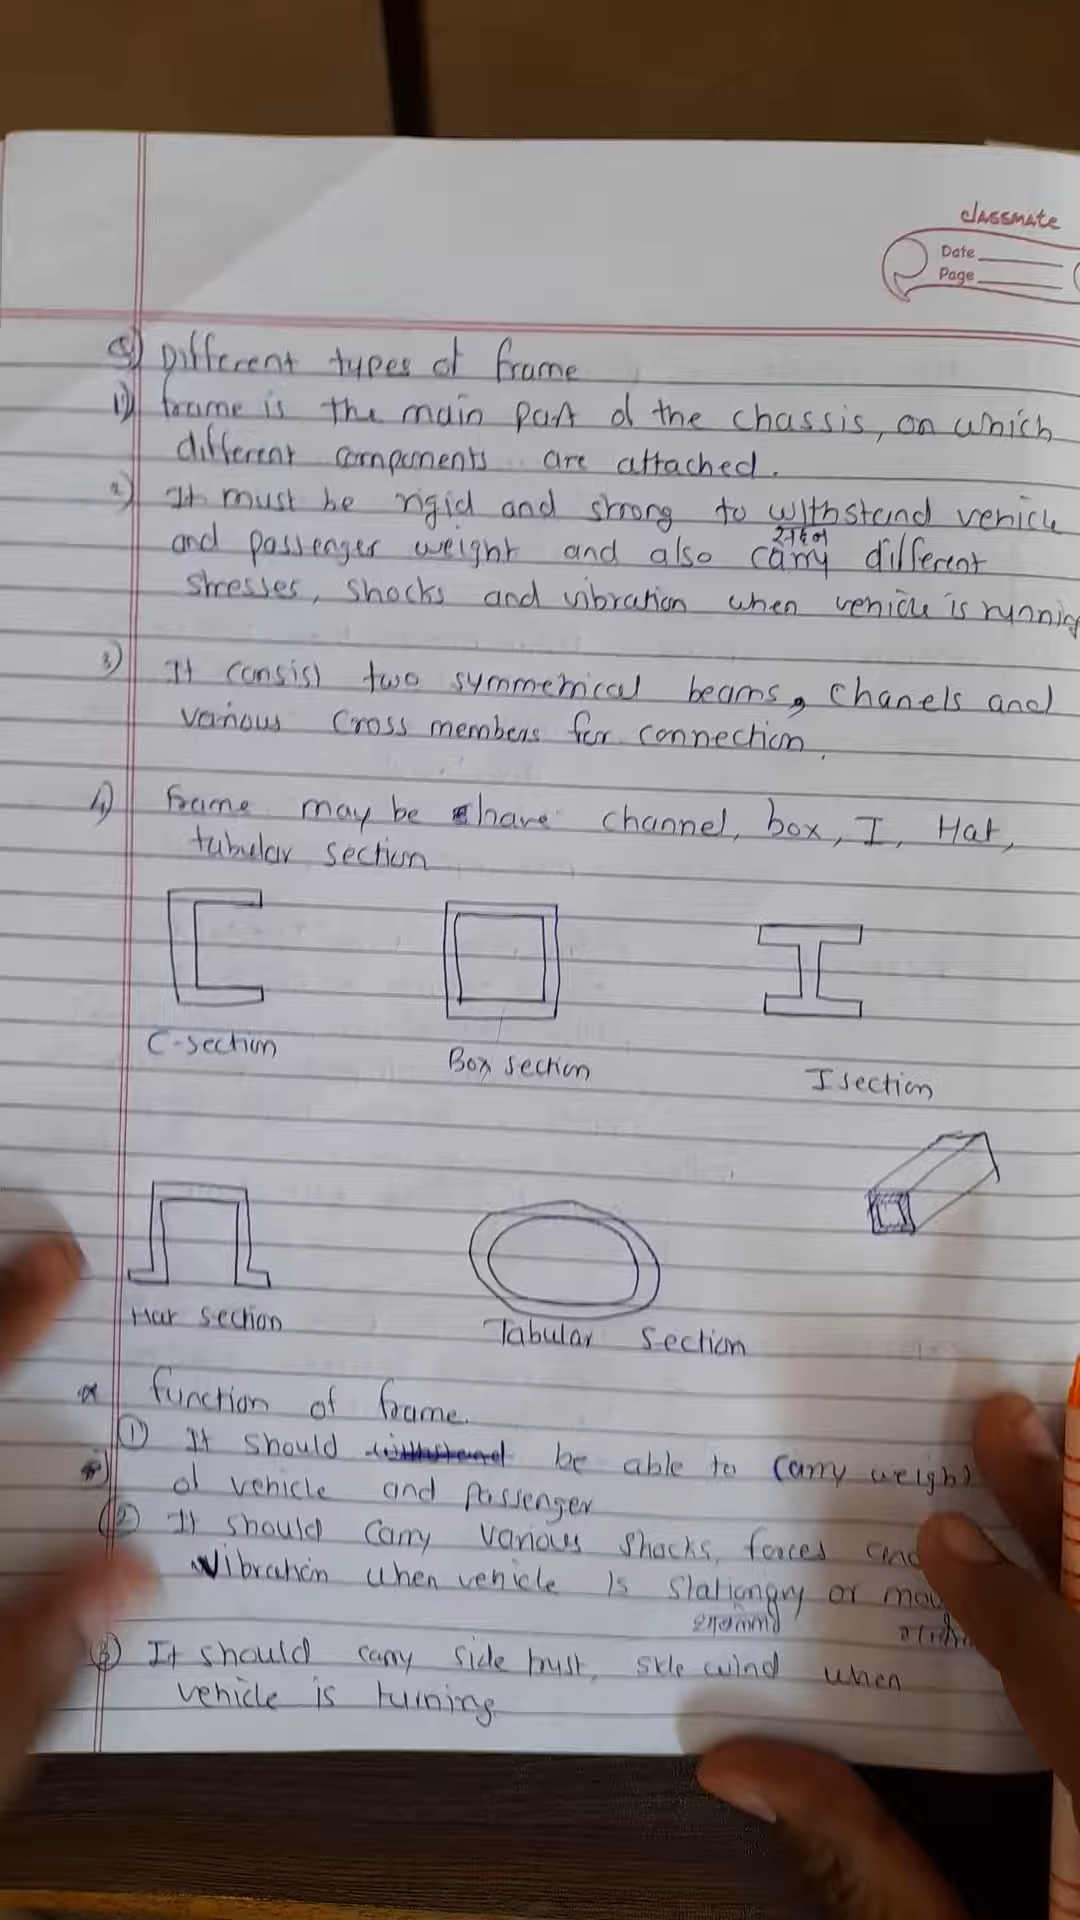 classmate
Date
Page
5) Different types of frame
1) frame is the main part of the chassis, on which
different components are attached.
2) It must be rigid and strong to withstand vehicle
सहन
and passenger weight and also carry different
stresses, shocks and vibration when vehicle is running
3) It consist two symmetrical beams, chanels and
various cross members for connection.
4) Frame may be have channel, box, I, Hat,
tubular section
C-section
Box section
I section
Hat section
Tabular section
function of frame.
① It should be able to carry weight
of vehicle and passenger
② It should carry various shocks, forces and
vibration when vehicle is stationary or
③ It should carry side trust, side wind when
vehicle is turning